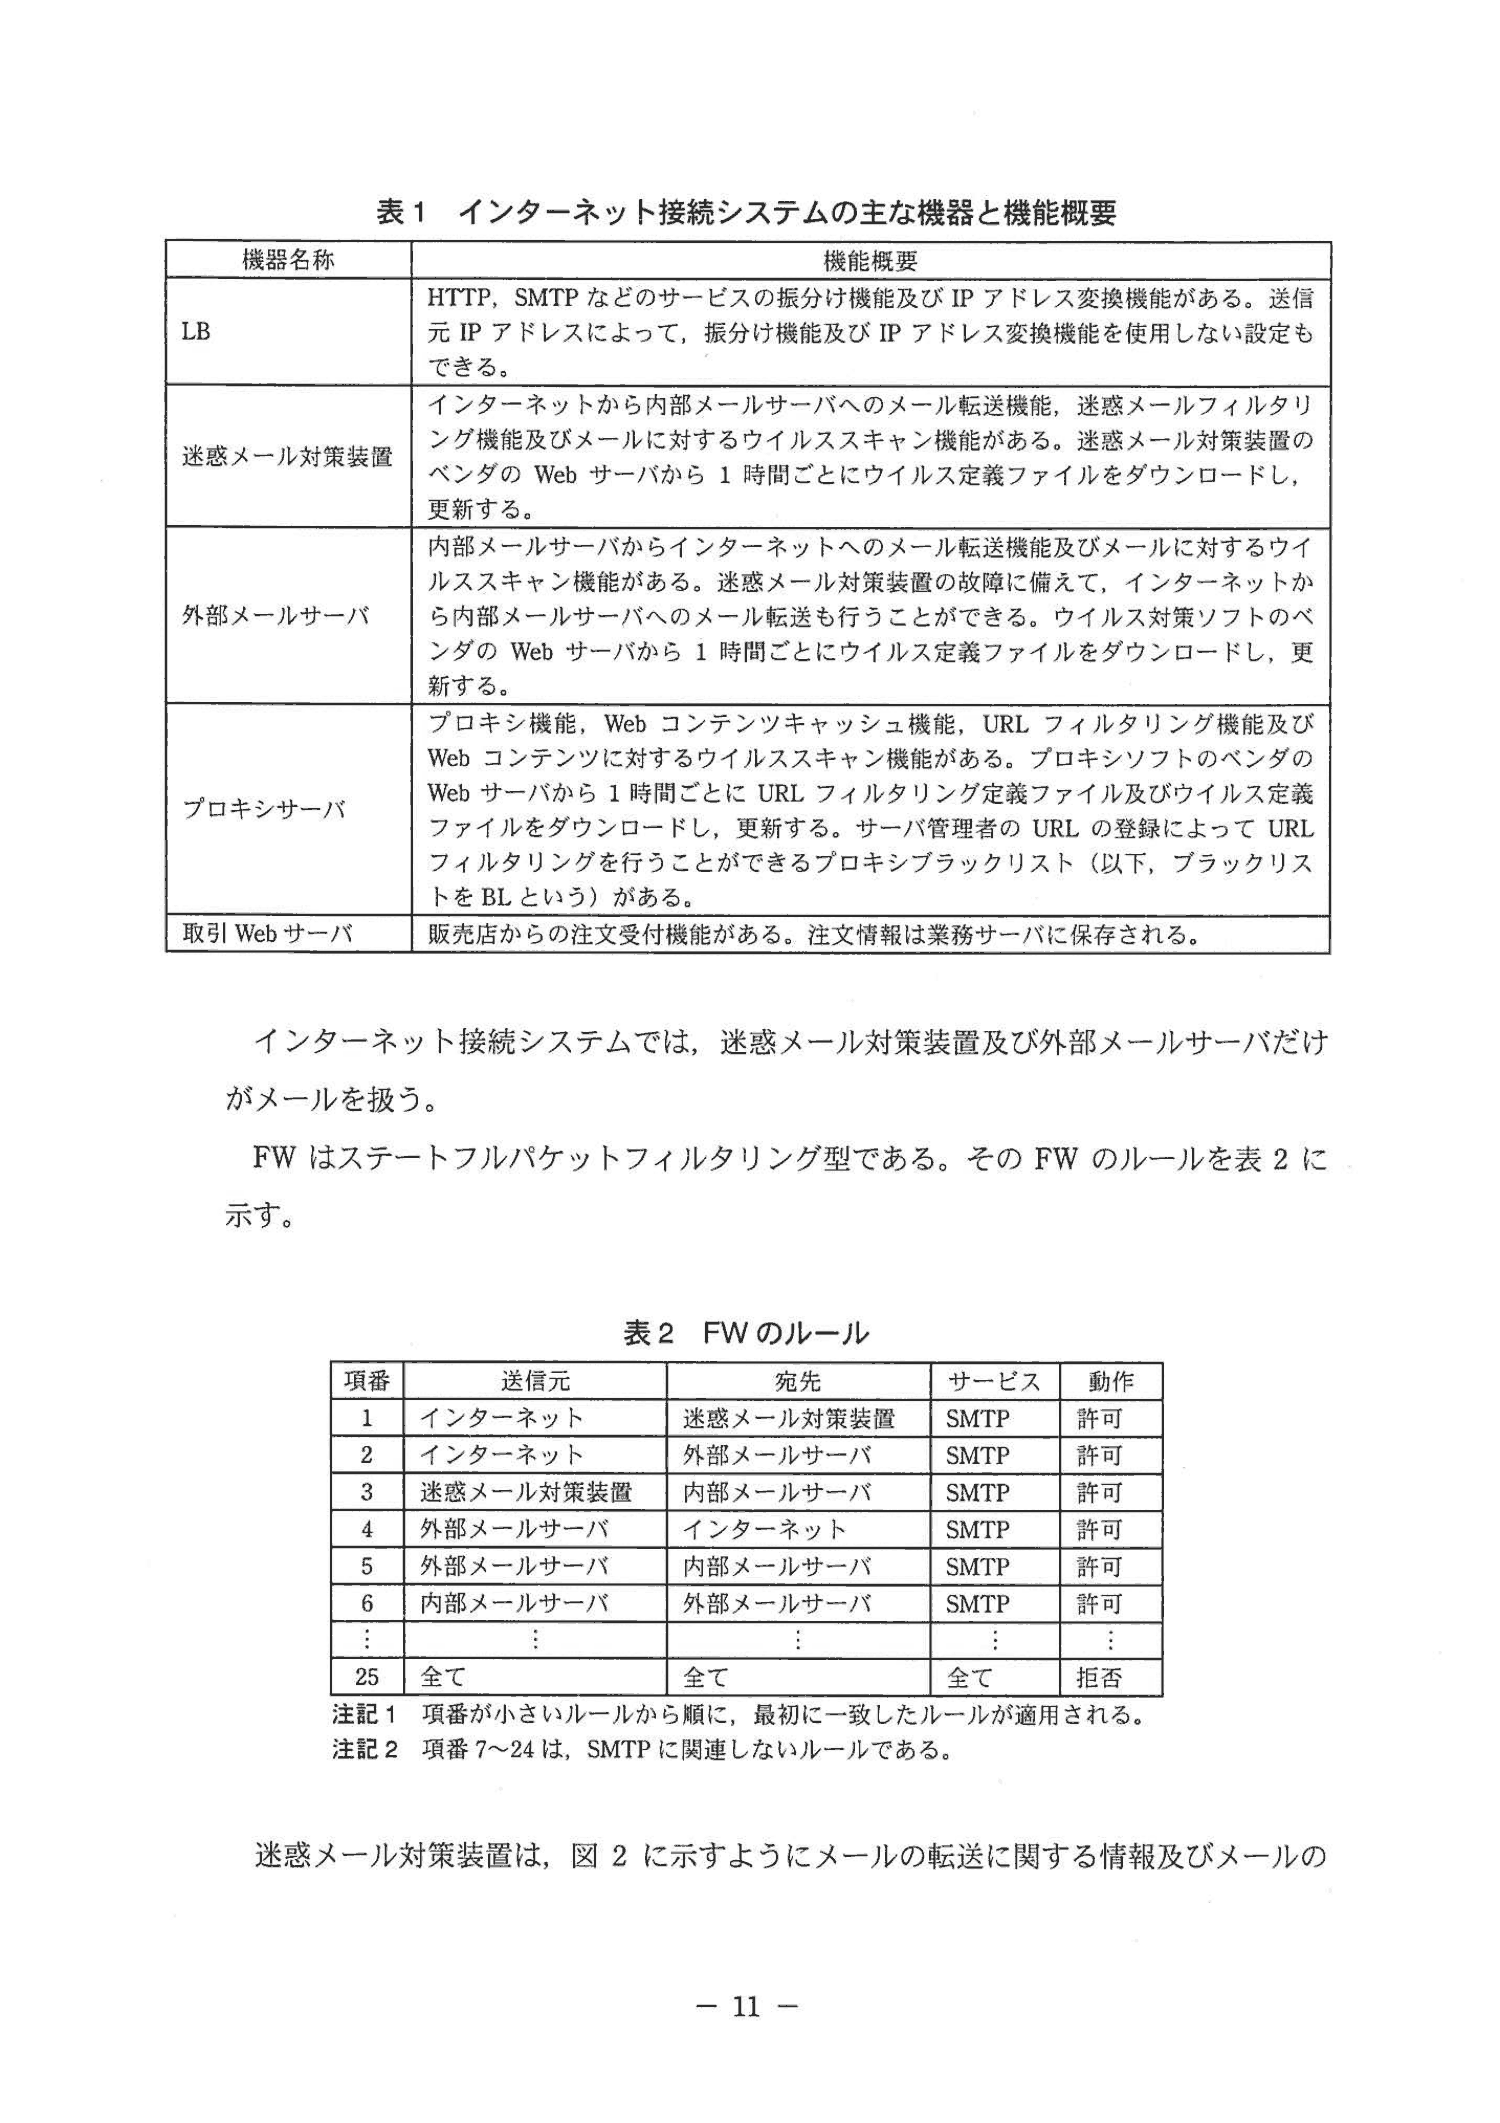 表1 インターネット接続システムの主な機器と機能概要
機器名称 機能概要
LB
HTTP，SMTP などのサービスの振分け機能及び IP アドレス変換機能がある。送信
元 IP アドレスによって，振分け機能及び IP アドレス変換機能を使用しない設定も
できる。
迷惑メール対策装置
インターネットから内部メールサーバへのメール転送機能，迷惑メールフィルタリ
ング機能及びメールに対するウイルススキャン機能がある。迷惑メール対策装置の
ベンダの Web サーバから 1 時間ごとにウイルス定義ファイルをダウンロードし，
更新する。
外部メールサーバ
内部メールサーバからインターネットへのメール転送機能及びメールに対するウイ
ルススキャン機能がある。迷惑メール対策装置の故障に備えて，インターネットか
ら内部メールサーバへのメール転送も行うことができる。ウイルス対策ソフトのベ
ンダの Web サーバから 1 時間ごとにウイルス定義ファイルをダウンロードし，更
新する。
プロキシサーバ
プロキシ機能，Web コンテンツキャッシュ機能，URL フィルタリング機能及び
Web コンテンツに対するウイルススキャン機能がある。プロキシソフトのベンダの
Web サーバから 1 時間ごとに URL フィルタリング定義ファイル及びウイルス定義
ファイルをダウンロードし，更新する。サーバ管理者の URL の登録によって URL
フィルタリングを行うことができるプロキシブラックリスト（以下，ブラックリス
トを BL という）がある。
取引 Web サーバ 販売店からの注文受付機能がある。注文情報は業務サーバに保存される。
インターネット接続システムでは，迷惑メール対策装置及び外部メールサーバだけ
がメールを扱う。
FW はステートフルパケットフィルタリング型である。その FW のルールを表 2 に
示す。
表2 FW のルール
項番 送信元 宛先 サービス 動作
1 インターネット 迷惑メール対策装置 SMTP 許可
2 インターネット 外部メールサーバ SMTP 許可
3 迷惑メール対策装置 内部メールサーバ SMTP 許可
4 外部メールサーバ インターネット SMTP 許可
5 外部メールサーバ 内部メールサーバ SMTP 許可
6 内部メールサーバ 外部メールサーバ SMTP 許可
⋮ ⋮ ⋮ ⋮ ⋮
25 全て 全て 全て 拒否
注記1 項番が小さいルールから順に，最初に一致したルールが適用される。
注記2 項番 7～24 は，SMTP に関連しないルールである。
迷惑メール対策装置は，図 2 に示すようにメールの転送に関する情報及びメールの
－ 11 －